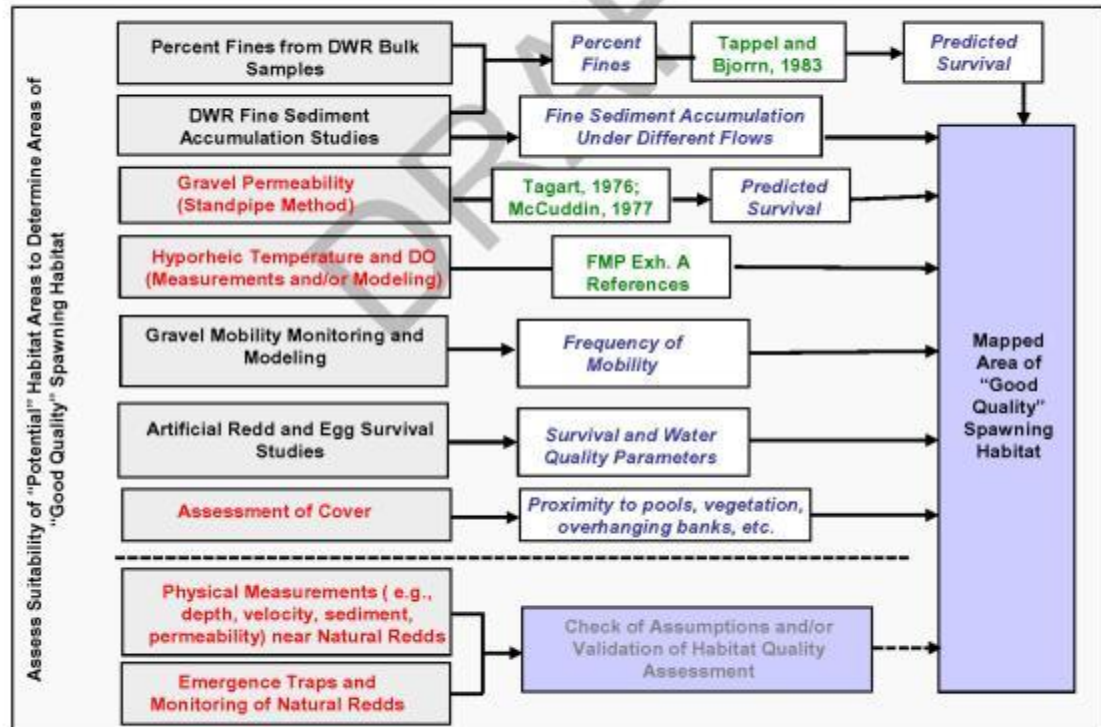 Assess Suitability of "Potential" Habitat Areas to Determine Areas of
"Good Quality" Spawning Habitat
Percent Fines from DWR Bulk
Samples
Percent
Fines
Tappel and
Bjorrn, 1983
Predicted
Survival
DWR Fine Sediment
Accumulation Studies
Fine Sediment Accumulation
Under Different Flows
Gravel Permeability
(Standpipe Method)
Tagart, 1976;
McCuddin, 1977
Predicted
Survival
Hyporheic Temperature and DO
(Measurements and/or Modeling)
FMP Exh. A
References
Gravel Mobility Monitoring and
Modeling
Frequency of
Mobility
Artificial Redd and Egg Survival
Studies
Survival and Water
Quality Parameters
Assessment of Cover
Proximity to pools, vegetation,
overhanging banks, etc.
Physical Measurements ( e.g.,
depth, velocity, sediment,
permeability) near Natural Redds
Emergence Traps and
Monitoring of Natural Redds
Check of Assumptions and/or
Validation of Habitat Quality
Assessment
Mapped
Area of
"Good
Quality"
Spawning
Habitat